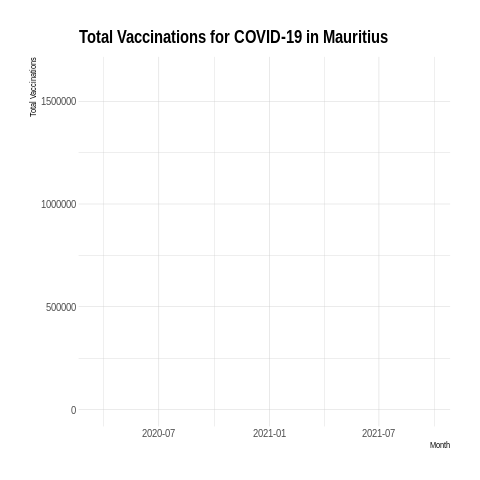 Total Vaccinations for COVID-19 in Mauritius
Total Vaccinations
1500000
1000000
500000
0
2020-07 2021-01 2021-07
Month